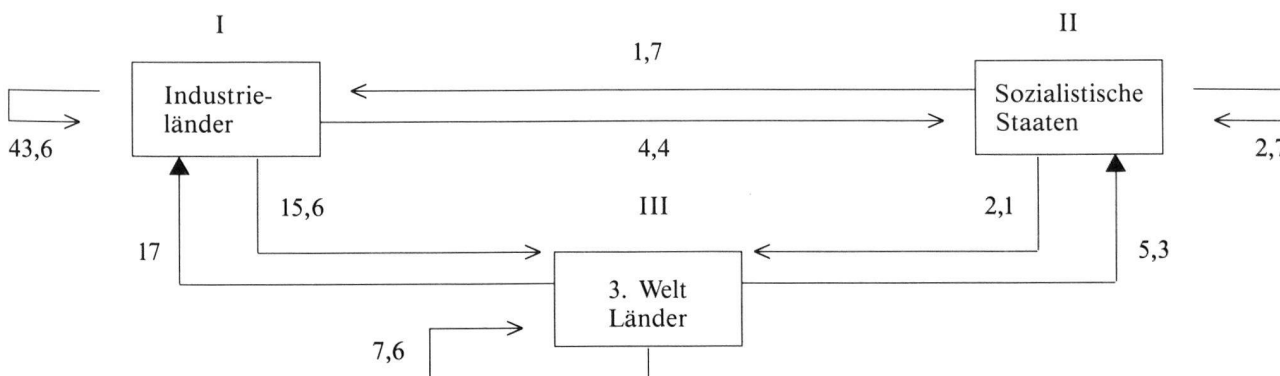 I
II
1,7
Industrie-
länder
Sozialistische
Staaten
43,6
4,4
2,7
15,6
III
2,1
17
5,3
3. Welt
Länder
7,6